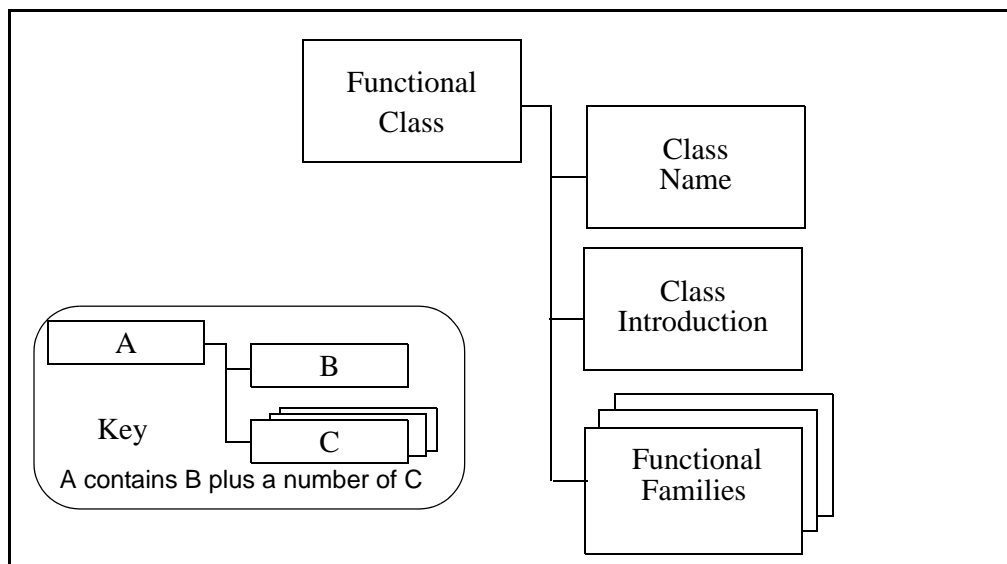 Functional
Class
Class
Name
Class
Introduction
Functional
Families
A
B
C
Key
A contains B plus a number of C